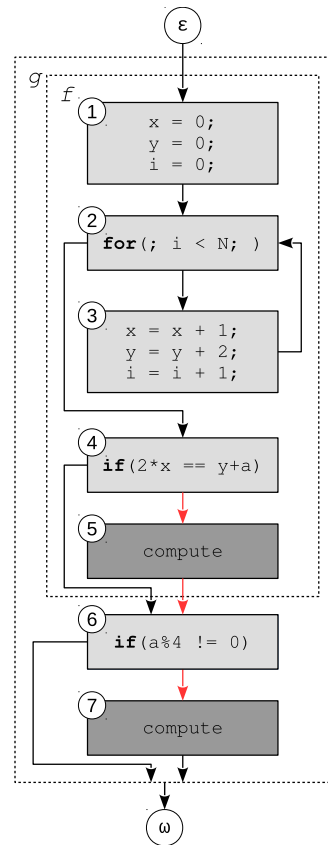 ε
g
f
1
x = 0;
y = 0;
i = 0;
2
for(; i < N; )
3
x = x + 1;
y = y + 2;
i = i + 1;
4
if(2*x == y+a)
5
compute
6
if(a%4 != 0)
7
compute
ω